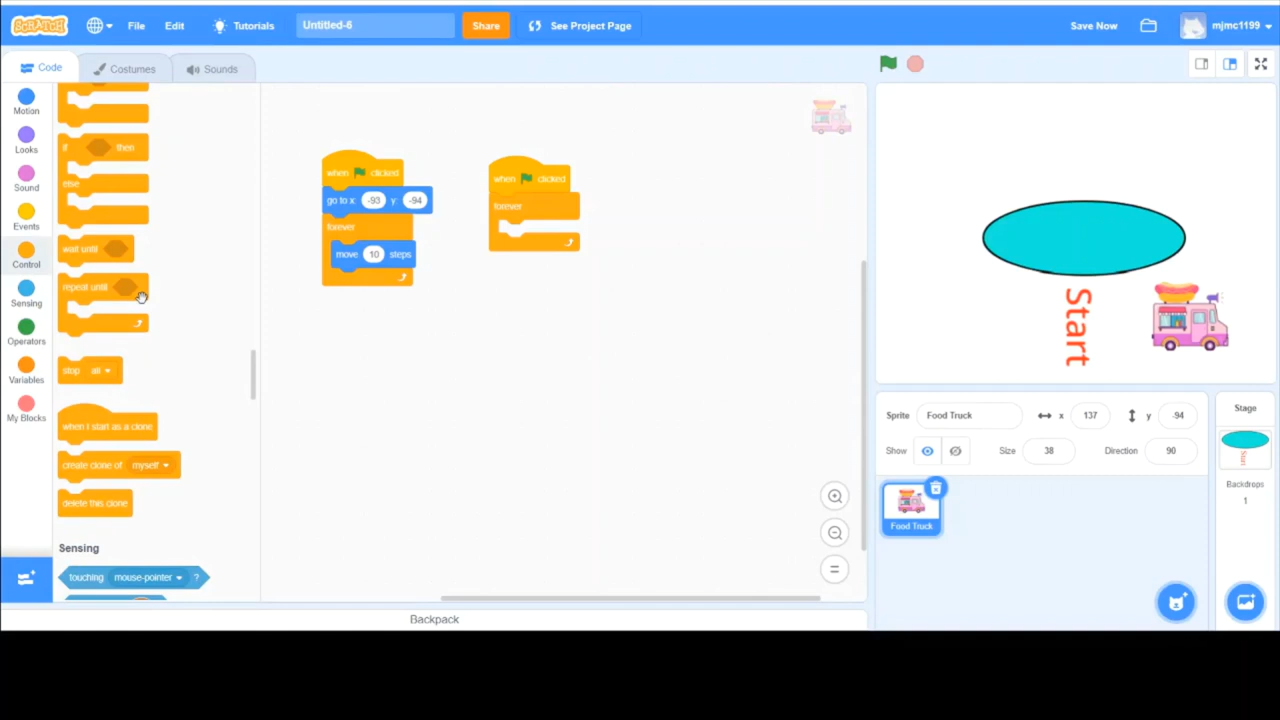 SCRATCH File Edit Tutorials Untitled-6 Share See Project Page Save Now mjmc1199
Code Costumes Sounds
Motion
Looks
Sound
Events
Control
Sensing
Operators
Variables
My Blocks
if then
else
wait until
repeat until
stop all
when I start as a clone
create clone of myself
delete this clone
Sensing
touching mouse-pointer ?
when clicked
go to x: -93 y: -94
forever
move 10 steps
when clicked
forever
Start
Sprite Food Truck x 137 y -94
Show Size 38 Direction 90
Food Truck
Stage
Start
Backdrops
1
Backpack